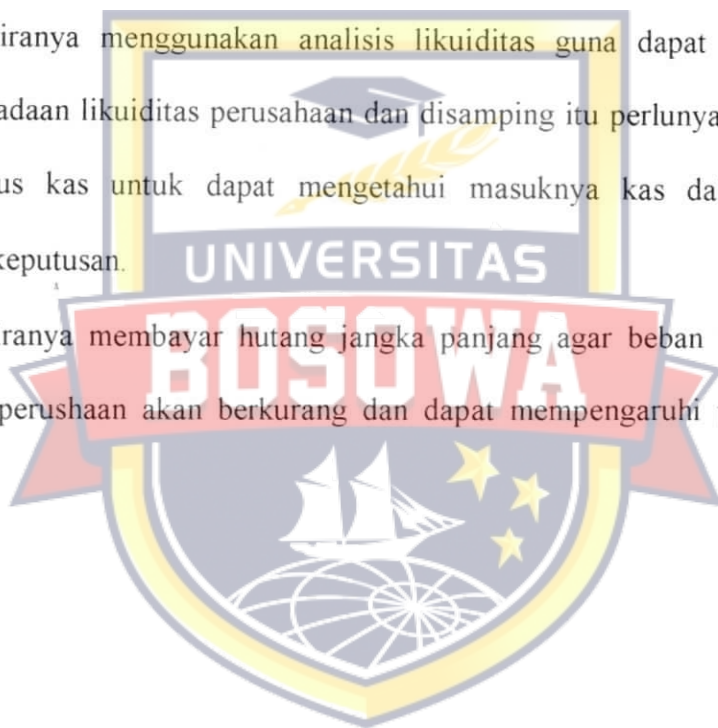 iranya menggunakan analisis likuiditas guna dapat
adaan likuiditas perusahaan dan disamping itu perlunya
us kas untuk dapat mengetahui masuknya kas da
keputusan.
UNIVERSITAS
iranya membayar hutang jangka panjang agar beban
BOSOWA
perushaan akan berkurang dan dapat mempengaruhi